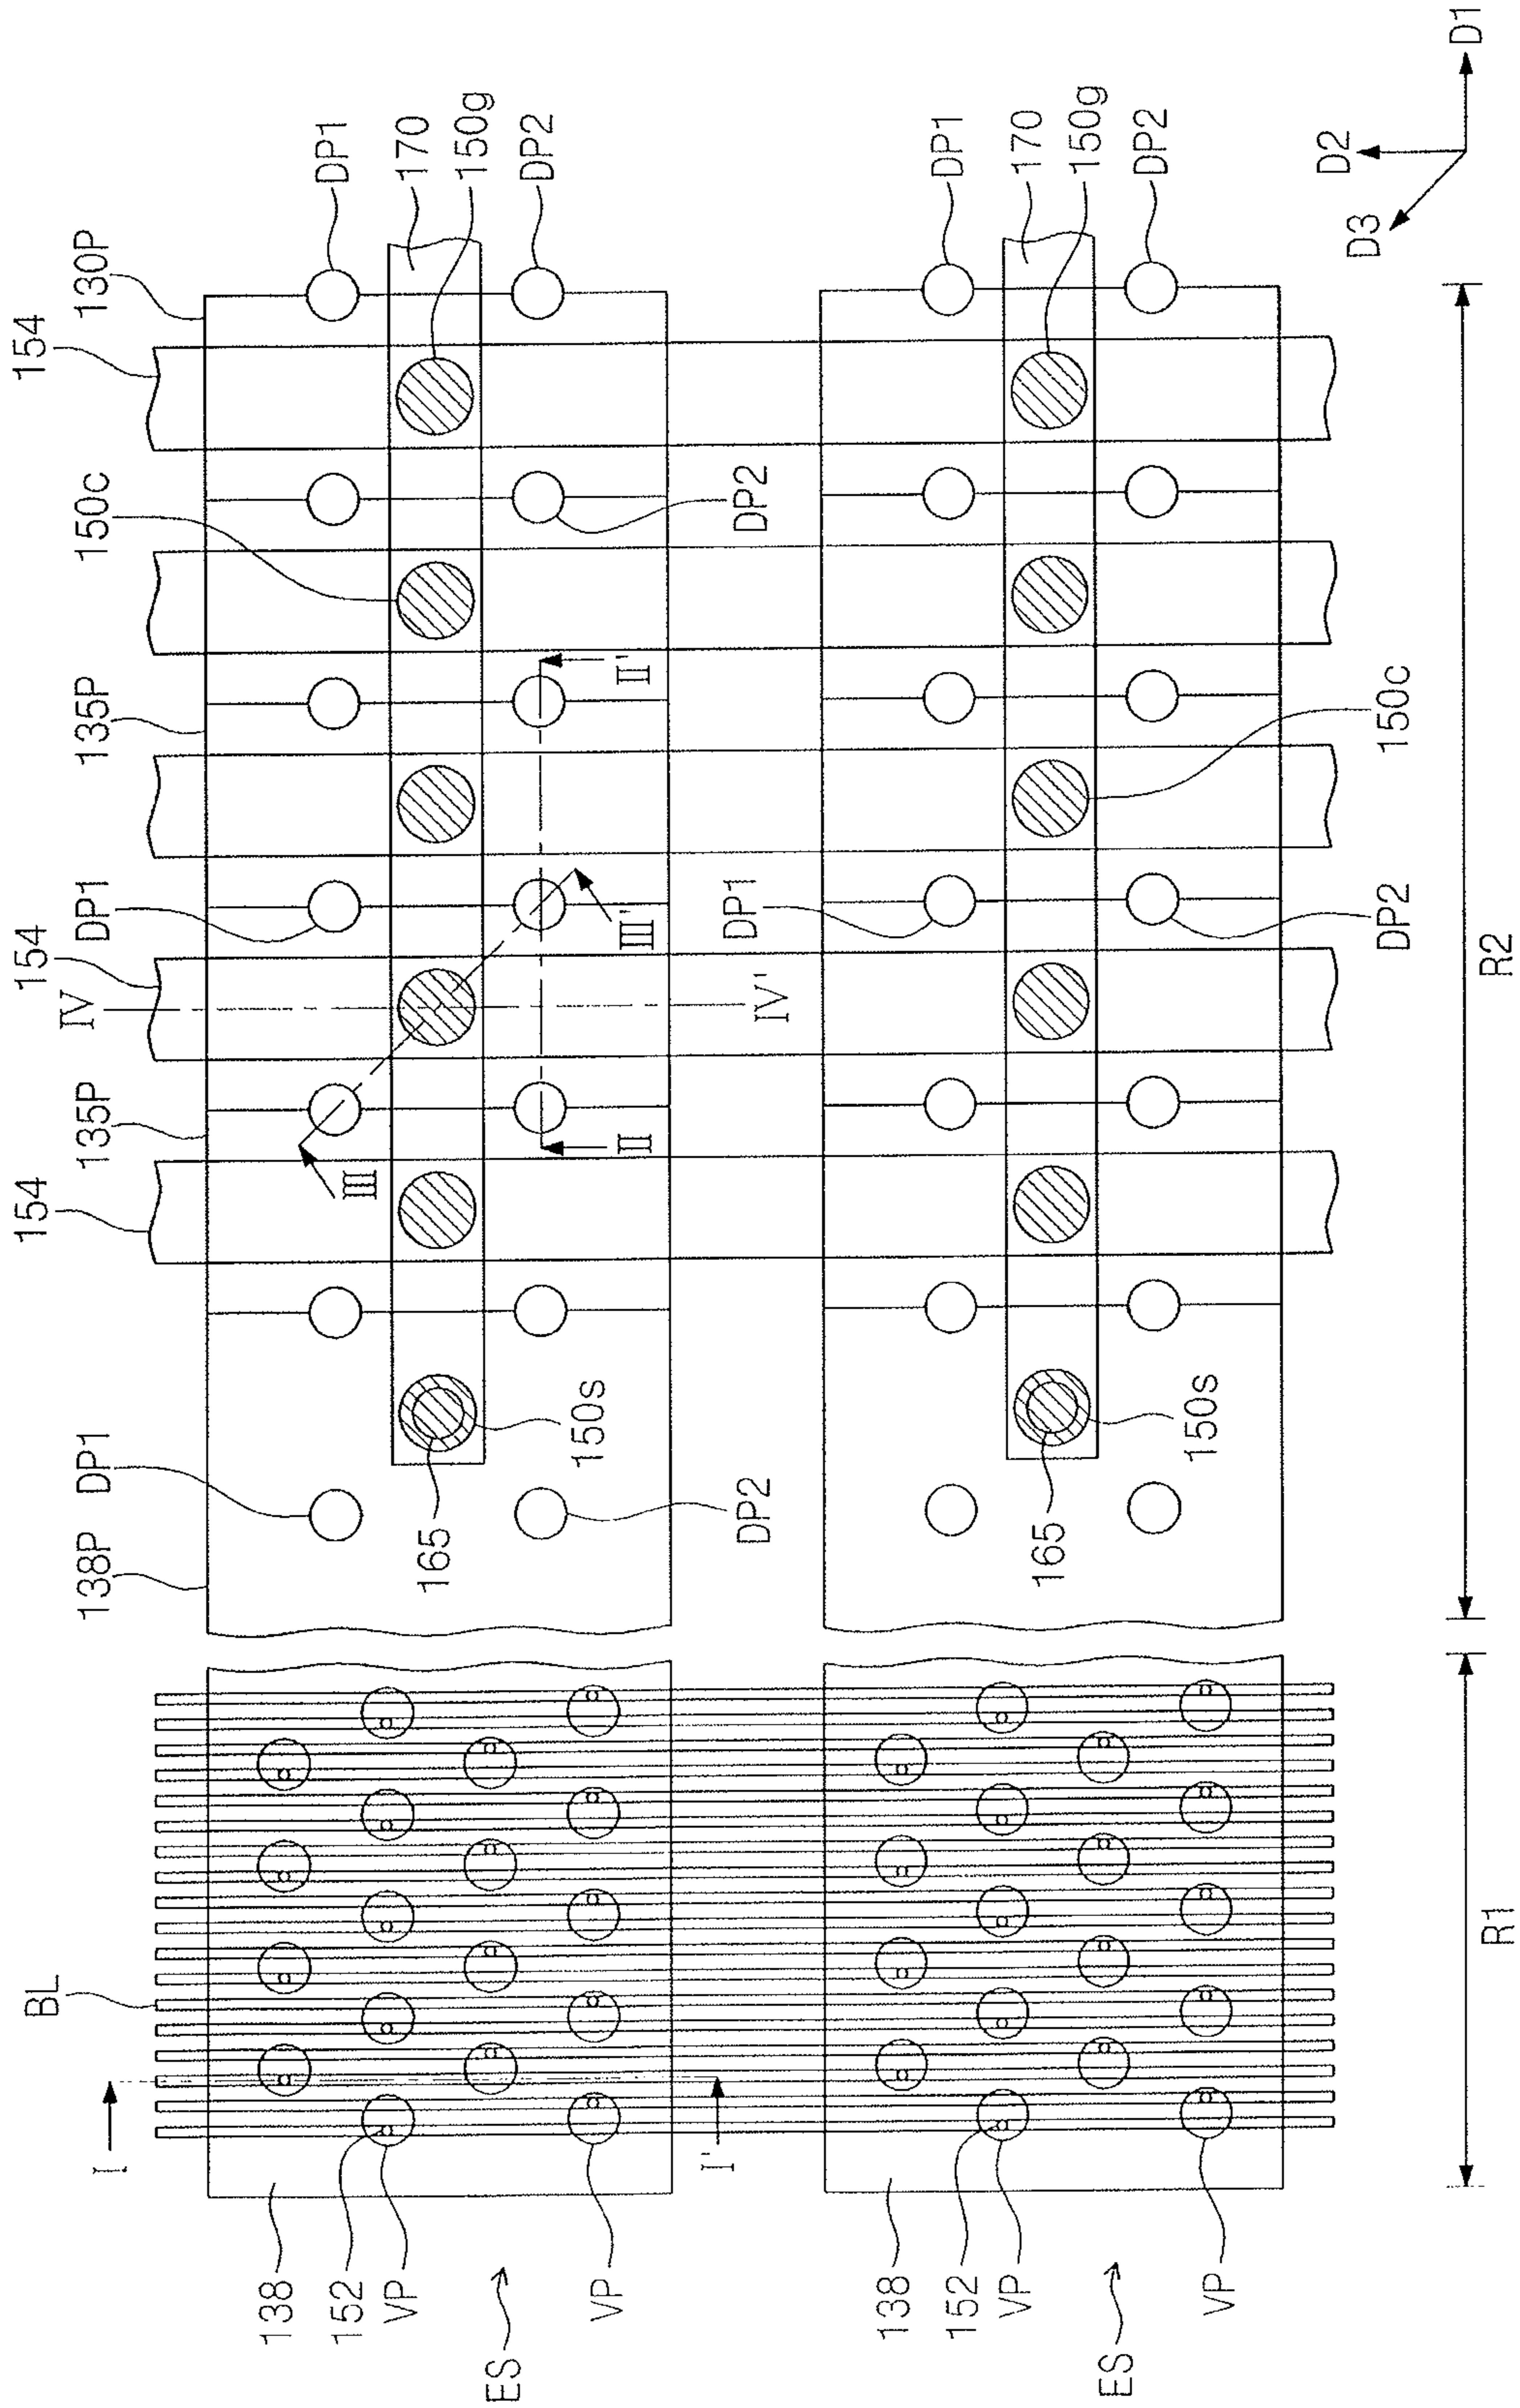 BL
154
154
154
I
138P
DP1
135P
IV
DP1
135P
150c
130P
138
152
III
DP1
VP
165
170
150g
ES
DP2
150s
VP
II
III'
II'
I'
DP2
IV'
DP1
DP2
138
DP1
152
VP
165
170
150g
ES
DP2
150s
VP
DP2
150c
D3
D2
D1
R1
R2